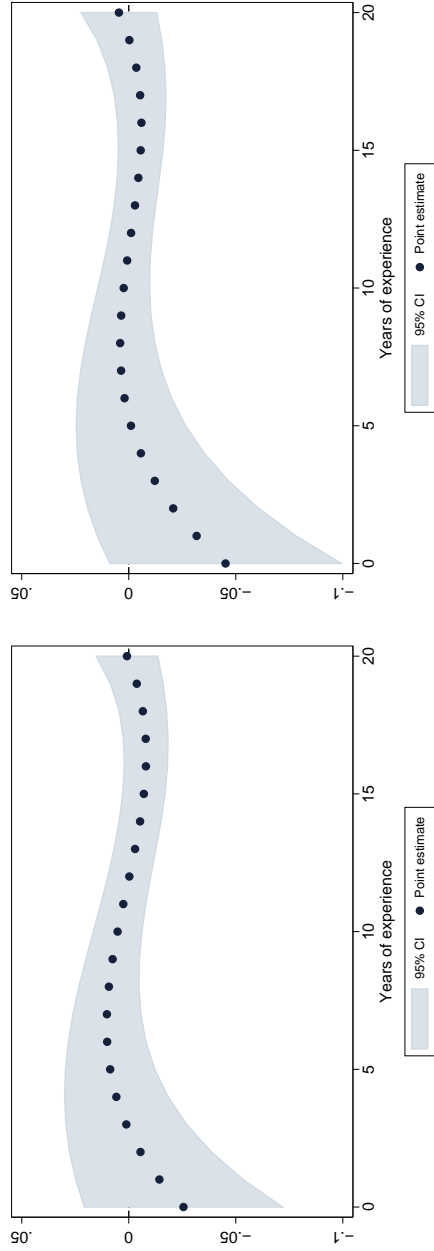 .05
0
-.05
-.1
0 5 10 15 20
Years of experience
95% CI Point estimate
.05
0
-.05
-.1
0 5 10 15 20
Years of experience
95% CI Point estimate